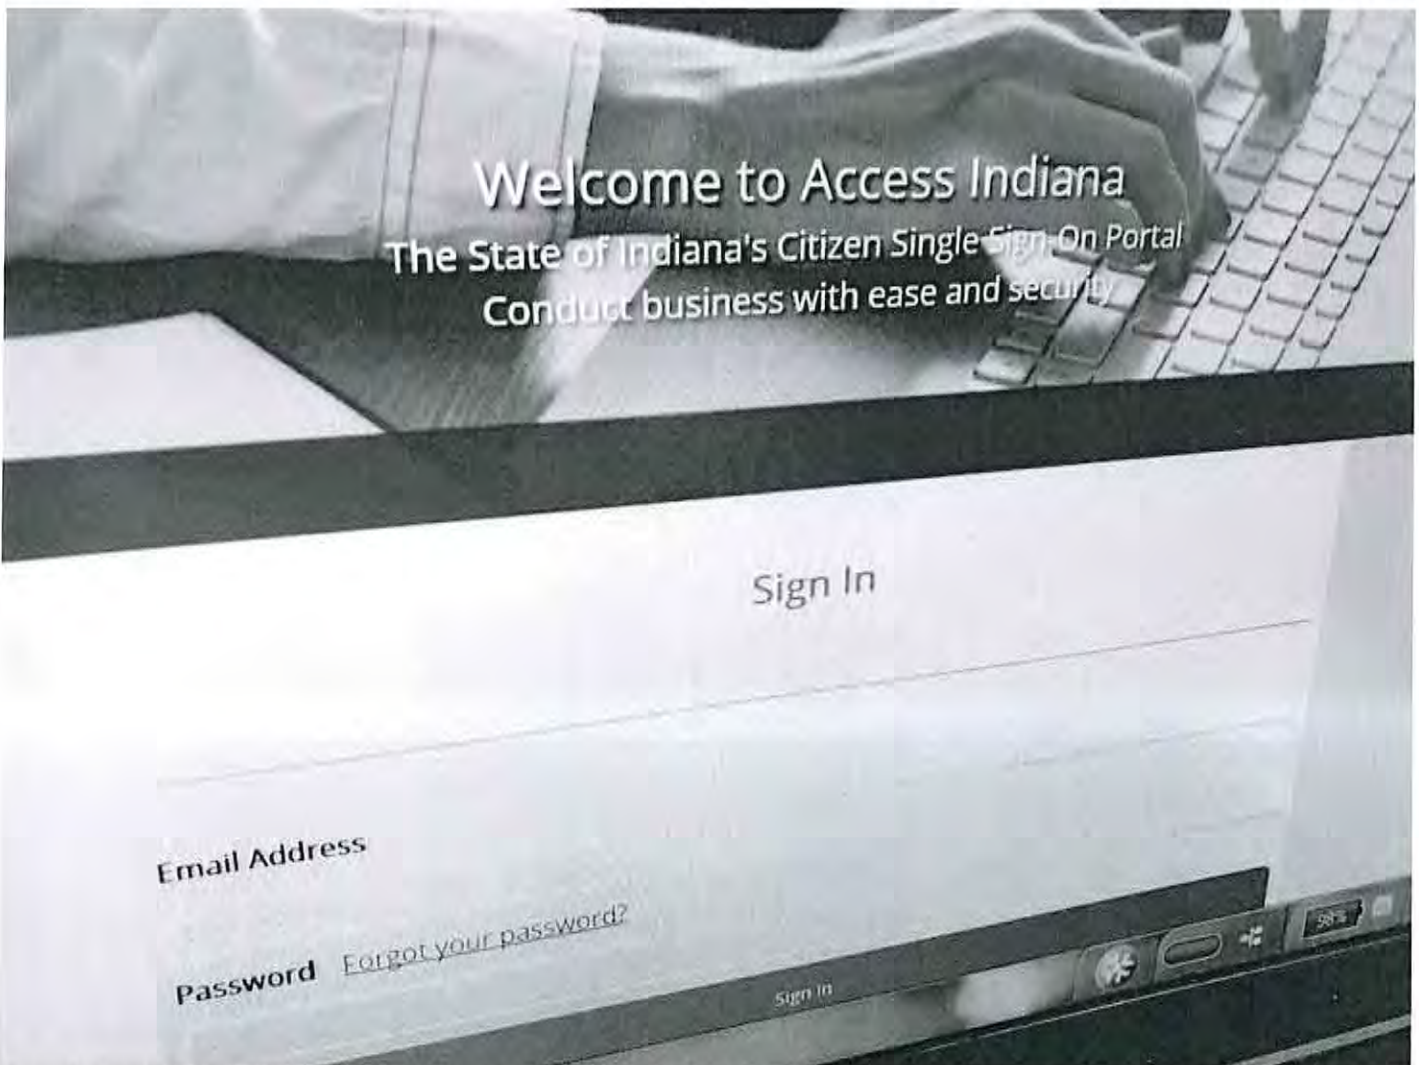 Welcome to Access Indiana
The State of Indiana's Citizen Single Sign-On Portal
Conduct business with ease and security
Sign In
Email Address
Password Forgot your password?
Sign In
98%